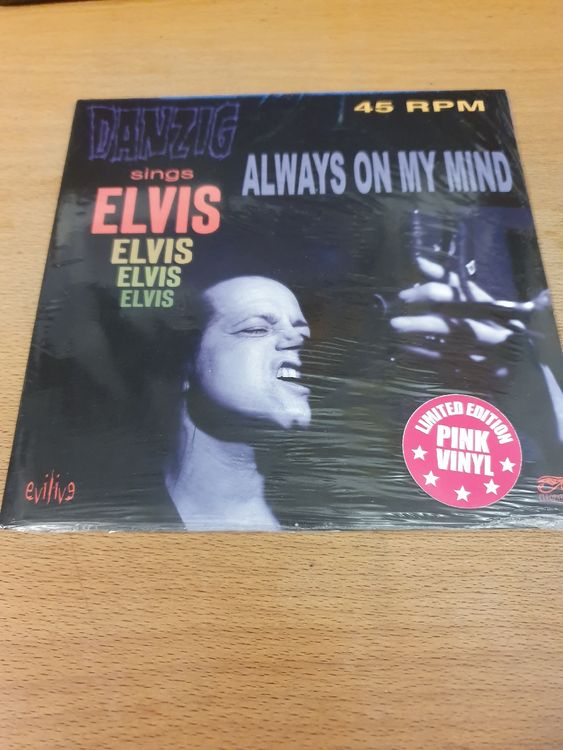 DANZIG
sings
ELVIS
ELVIS
ELVIS
ELVIS
45 RPM
ALWAYS ON MY MIND
LIMITED EDITION
PINK
VINYL
evilive